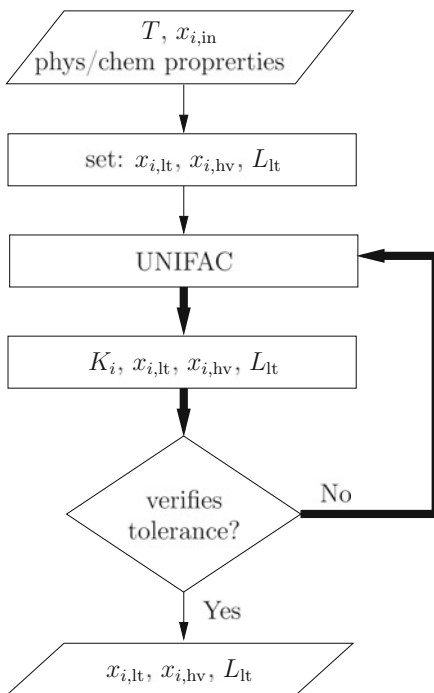 T, x_{i,in}
phys/chem proprerties
set: x_{i,lt}, x_{i,hv}, L_{lt}
UNIFAC
K_i, x_{i,lt}, x_{i,hv}, L_{lt}
verifies
tolerance?
No
Yes
x_{i,lt}, x_{i,hv}, L_{lt}